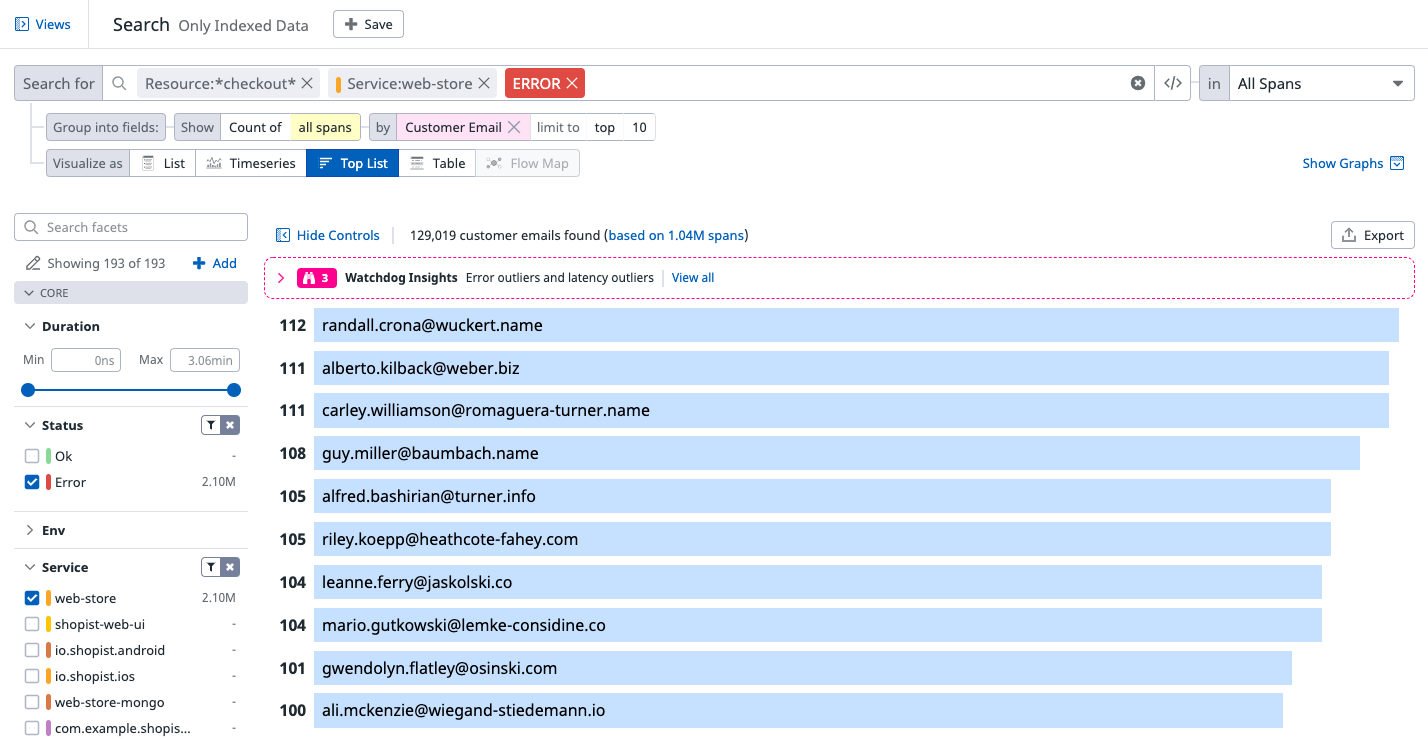 Views
Search Only Indexed Data
Save
Search for Resource:*checkout* Service:web-store ERROR </> in All Spans
Group into fields: Show Count of all spans by Customer Email limit to top 10
Visualize as List Timeseries Top List Table Flow Map
Show Graphs
Search facets
Hide Controls 129,019 customer emails found (based on 1.04M spans)
Export
Showing 193 of 193 Add
3 Watchdog Insights Error outliers and latency outliers View all
CORE
Duration
Min 0ns Max 3.06min
Status
Ok -
Error 2.10M
Env
Service
web-store 2.10M
shopist-web-ui -
io.shopist.android -
io.shopist.ios -
web-store-mongo -
com.example.shopis... -
112 randall.crona@wuckert.name
111 alberto.kilback@weber.biz
111 carley.williamson@romaguera-turner.name
108 guy.miller@baumbach.name
105 alfred.bashirian@turner.info
105 riley.koepp@heathcote-fahey.com
104 leanne.ferry@jaskolski.co
104 mario.gutkowski@lemke-considine.co
101 gwendolyn.flatley@osinski.com
100 ali.mckenzie@wiegand-stiedemann.io